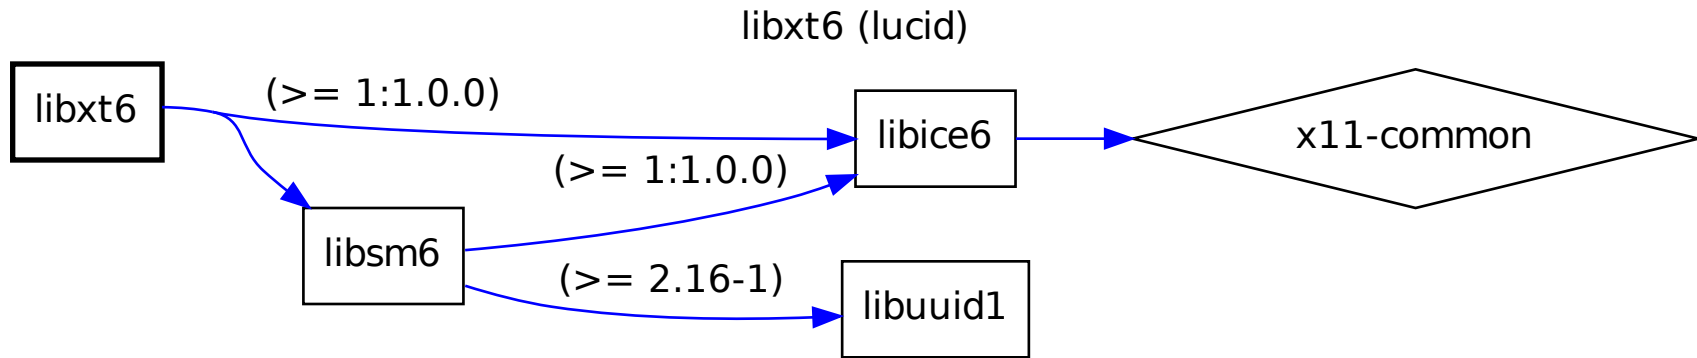 libxt6 (lucid)
libxt6
(>= 1:1.0.0)
libice6
x11-common
(>= 1:1.0.0)
libsm6
(>= 2.16-1)
libuuid1